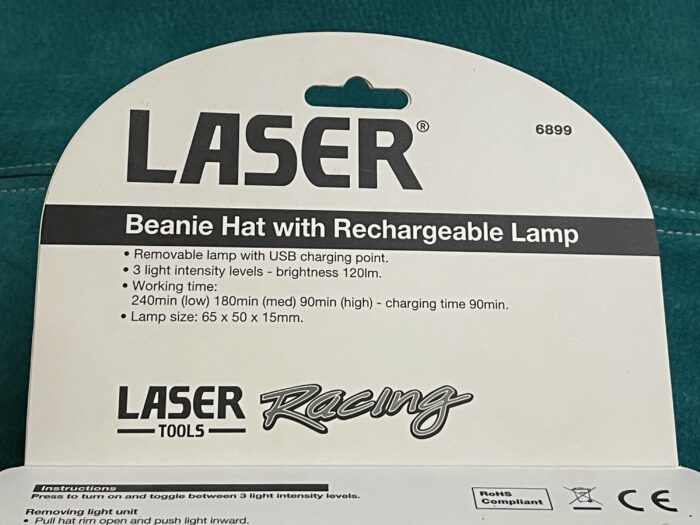 LASER®
6899
Beanie Hat with Rechargeable Lamp
• Removable lamp with USB charging point.
• 3 light intensity levels - brightness 120lm.
• Working time:
240min (low) 180min (med) 90min (high) - charging time 90min.
• Lamp size: 65 x 50 x 15mm.
LASER
TOOLS
Racing
Instructions
Press to turn on and toggle between 3 light intensity levels.
Removing light unit
• Pull hat rim open and push light inward.
RoHS
Compliant
CE